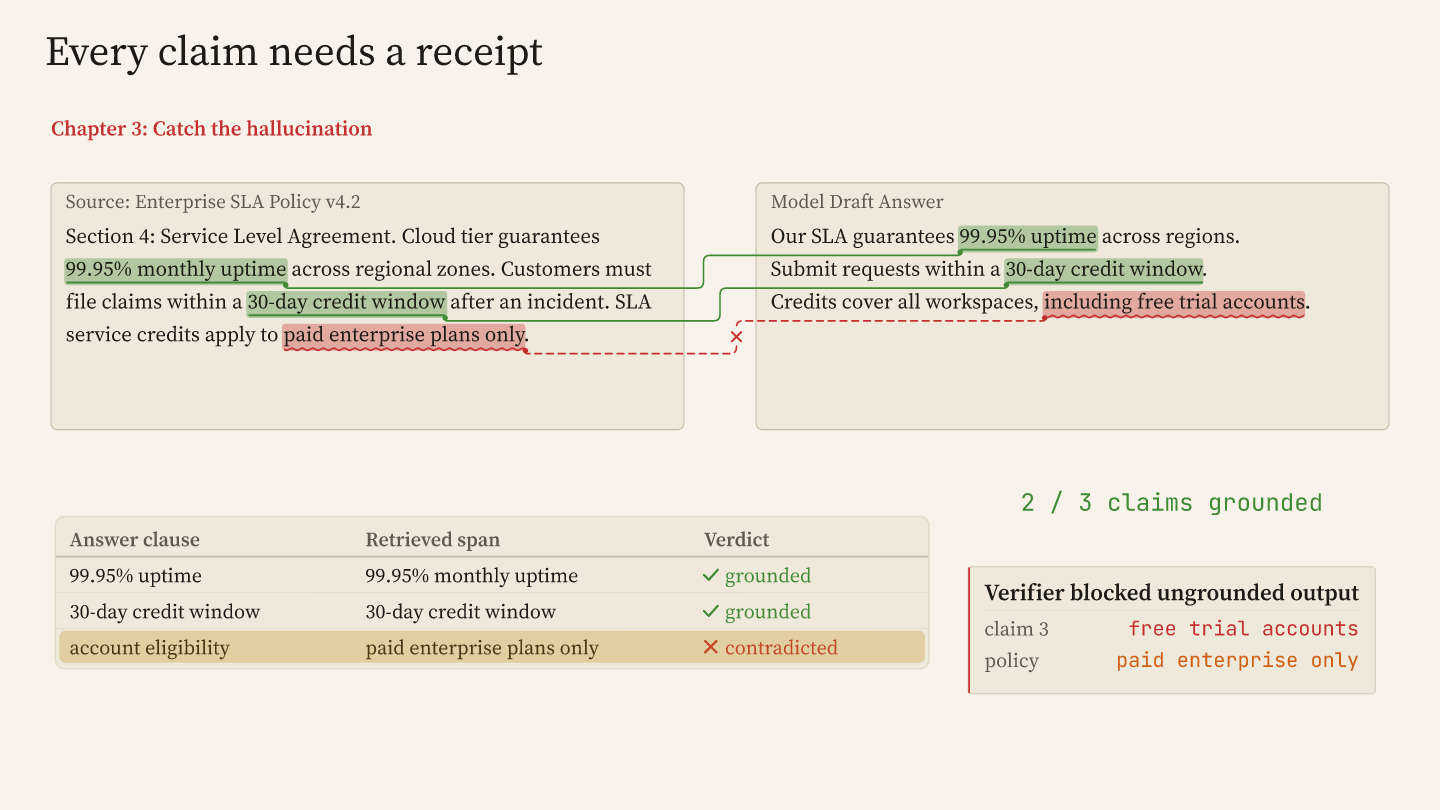 Every claim needs a receipt
Chapter 3: Catch the hallucination
Source: Enterprise SLA Policy v4.2
Section 4: Service Level Agreement. Cloud tier guarantees
99.95% monthly uptime across regional zones. Customers must
file claims within a 30-day credit window after an incident. SLA
service credits apply to paid enterprise plans only.
Model Draft Answer
Our SLA guarantees 99.95% uptime across regions.
Submit requests within a 30-day credit window.
Credits cover all workspaces, including free trial accounts.
Answer clause Retrieved span Verdict
99.95% uptime 99.95% monthly uptime ✓ grounded
30-day credit window 30-day credit window ✓ grounded
account eligibility paid enterprise plans only ✕ contradicted
2 / 3 claims grounded
Verifier blocked ungrounded output
claim 3 free trial accounts
policy paid enterprise only